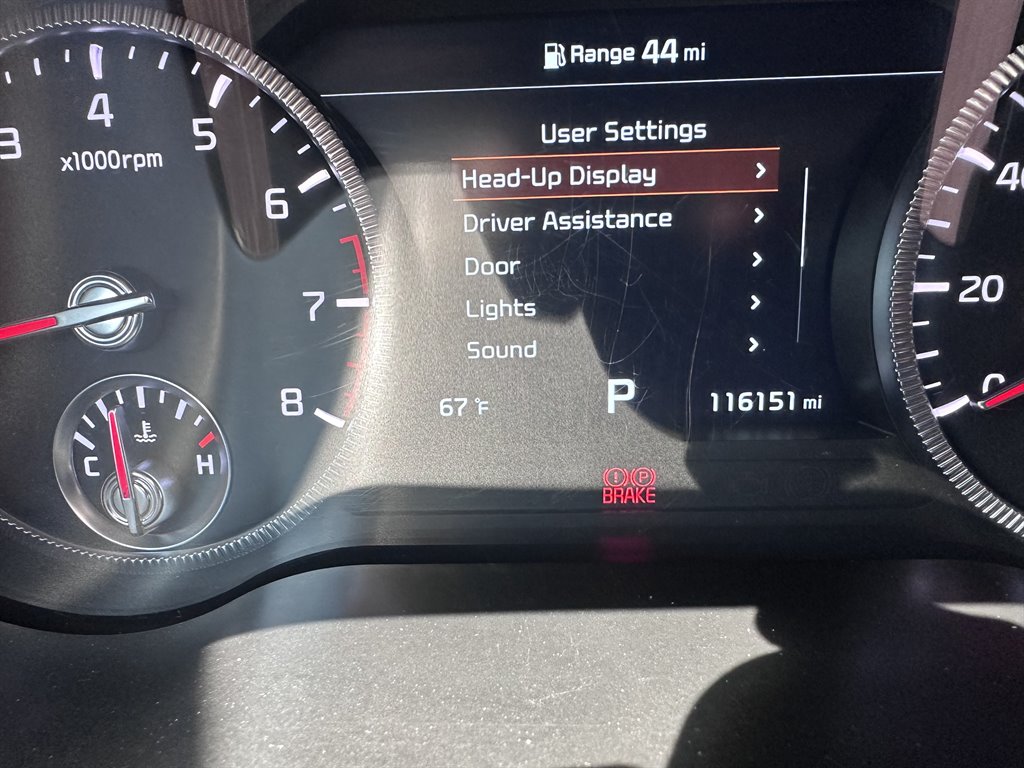 Range 44 mi
User Settings
Head-Up Display
Driver Assistance
Door
Lights
Sound
67 °F
P
116151 mi
P
BRAKE
3
4
5
6
7
8
x1000rpm
C
H
40
20
0